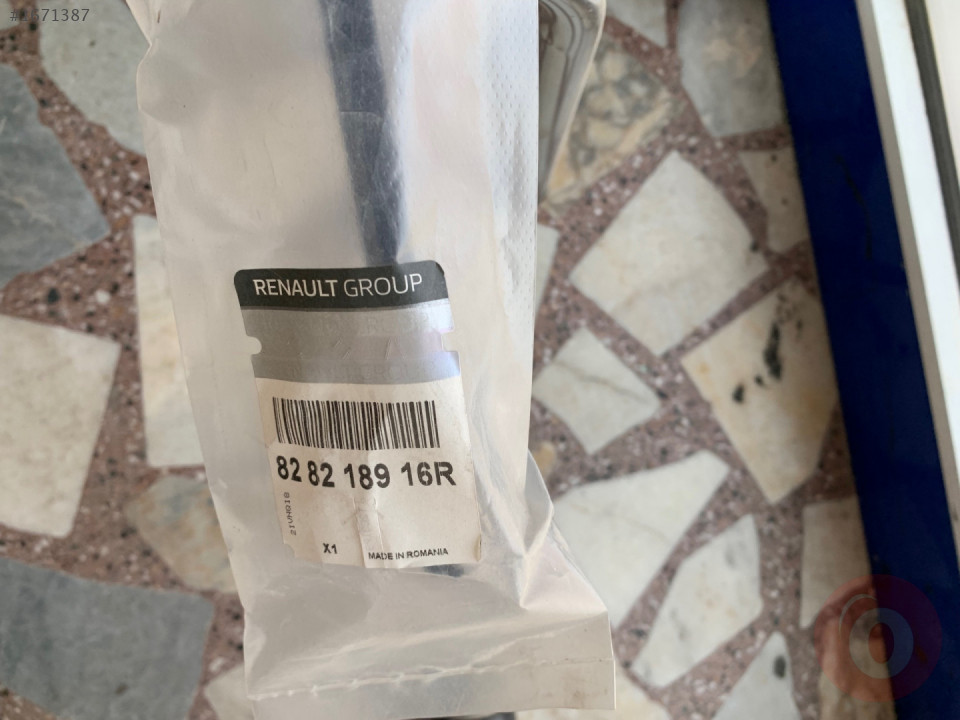 RENAULT GROUP
82 82 189 16R
X1 MADE IN ROMANIA